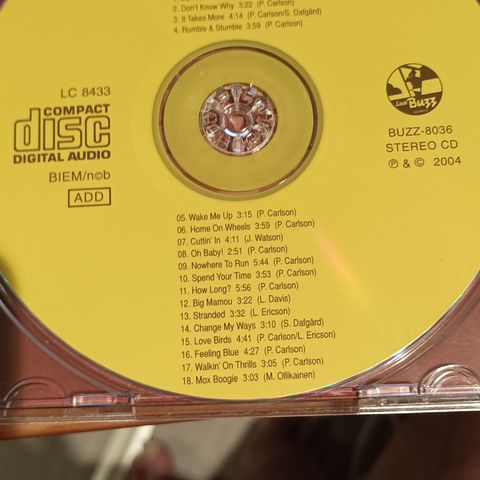 2. Don't Know Why 3:22 (P. Carlson)
3. It Takes More 4:14 (P. Carlson/S. Dafgård)
4. Rumble & Stumble 3:59 (P. Carlson)
LC 8433
COMPACT
disc
DIGITAL AUDIO
BIEM/n©b
ADD
Last Buzz
BUZZ-8036
STEREO CD
℗ & © 2004
05. Wake Me Up 3:15 (P. Carlson)
06. Home On Wheels 3:59 (P. Carlson)
07. Cuttin' In 4:11 (J. Watson)
08. Oh Baby! 2:51 (P. Carlson)
09. Nowhere To Run 5:44 (P. Carlson)
10. Spend Your Time 3:53 (P. Carlson)
11. How Long? 5:56 (P. Carlson)
12. Big Mamou 3:22 (L. Davis)
13. Stranded 3:32 (L. Ericson)
14. Change My Ways 3:10 (S. Dafgård)
15. Love Birds 4:41 (P. Carlson/L. Ericson)
16. Feeling Blue 4:27 (P. Carlson)
17. Walkin' On Thrills 3:05 (P. Carlson)
18. Mox Boogie 3:03 (M. Ollikainen)